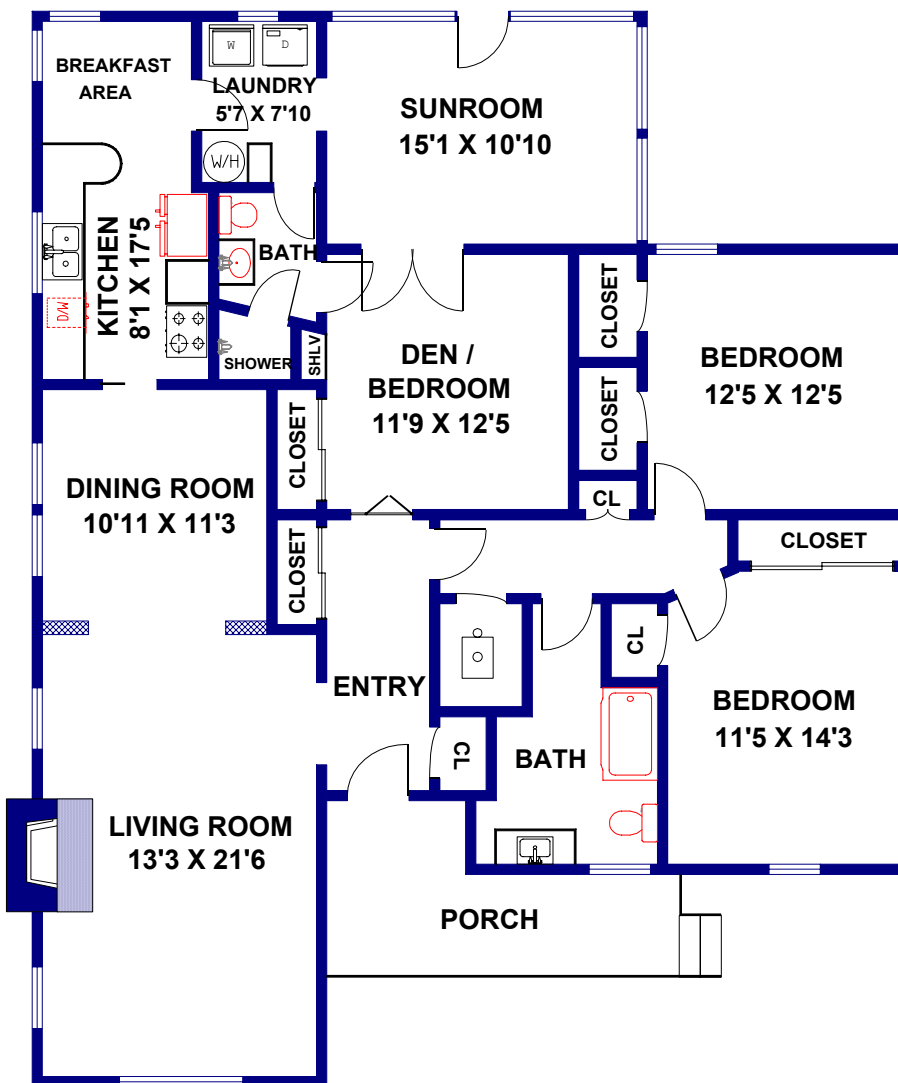 W
D
BREAKFAST
AREA
LAUNDRY
5'7 X 7'10
SUNROOM
15'1 X 10'10
W/H
KITCHEN
8'1 X 17'5
BATH
D/W
SHOWER
SHLV
DEN /
BEDROOM
11'9 X 12'5
CLOSET
CLOSET
BEDROOM
12'5 X 12'5
CLOSET
CL
DINING ROOM
10'11 X 11'3
CLOSET
CLOSET
CL
ENTRY
BEDROOM
11'5 X 14'3
CL
BATH
LIVING ROOM
13'3 X 21'6
PORCH